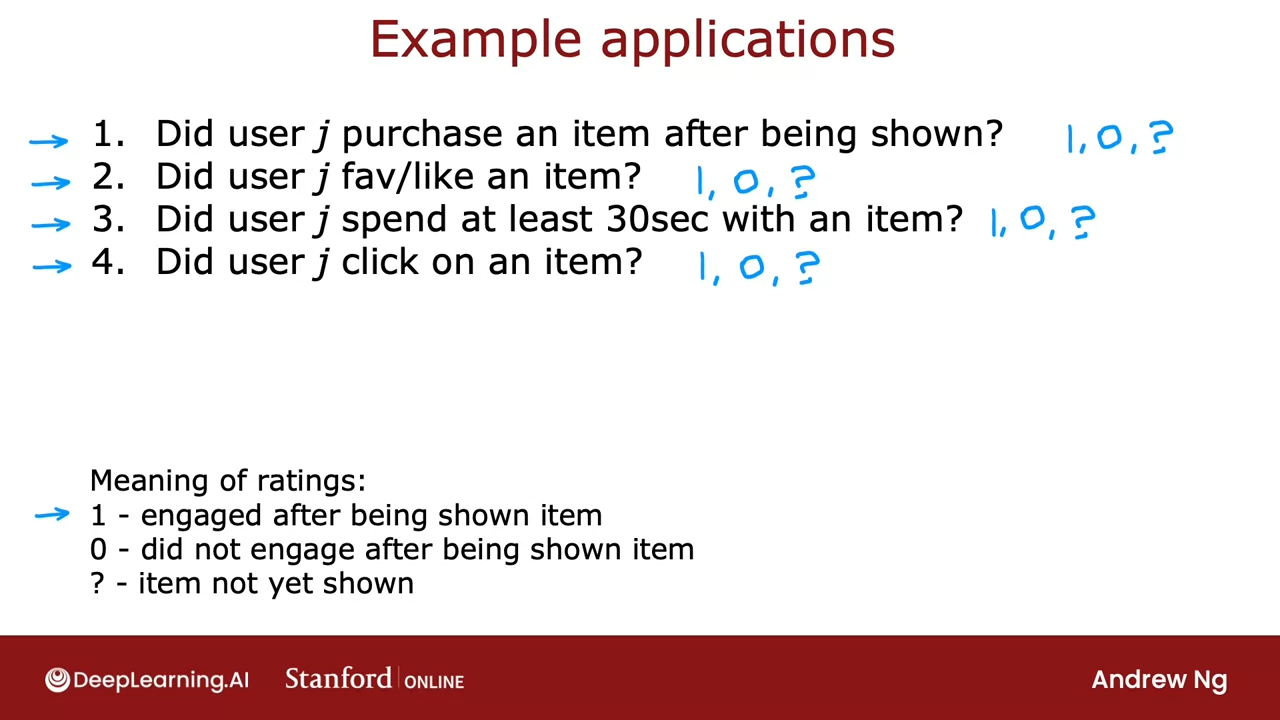 Example applications
→ 1. Did user j purchase an item after being shown? 1, 0, ?
→ 2. Did user j fav/like an item? 1, 0, ?
→ 3. Did user j spend at least 30sec with an item? 1, 0, ?
→ 4. Did user j click on an item? 1, 0, ?
Meaning of ratings:
→ 1 - engaged after being shown item
0 - did not engage after being shown item
? - item not yet shown
DeepLearning.AI Stanford ONLINE Andrew Ng